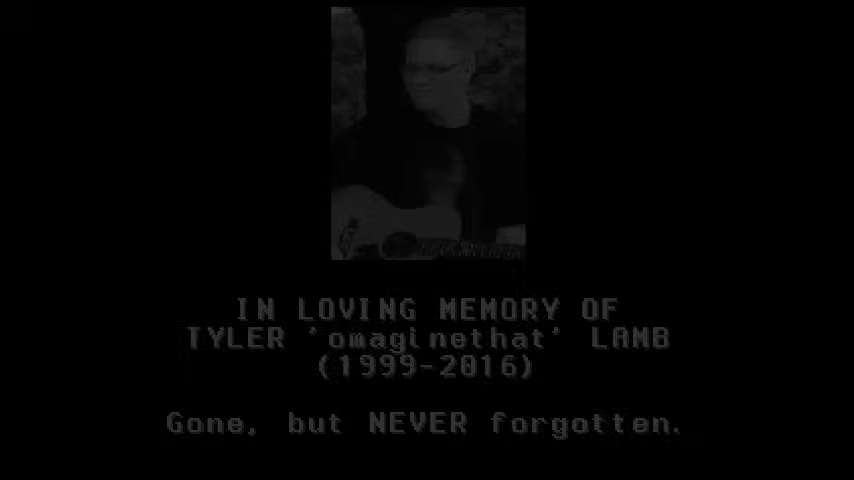 IN LOVING MEMORY OF
TYLER 'omaginethat' LAMB
(1999-2016)
Gone, but NEVER forgotten.